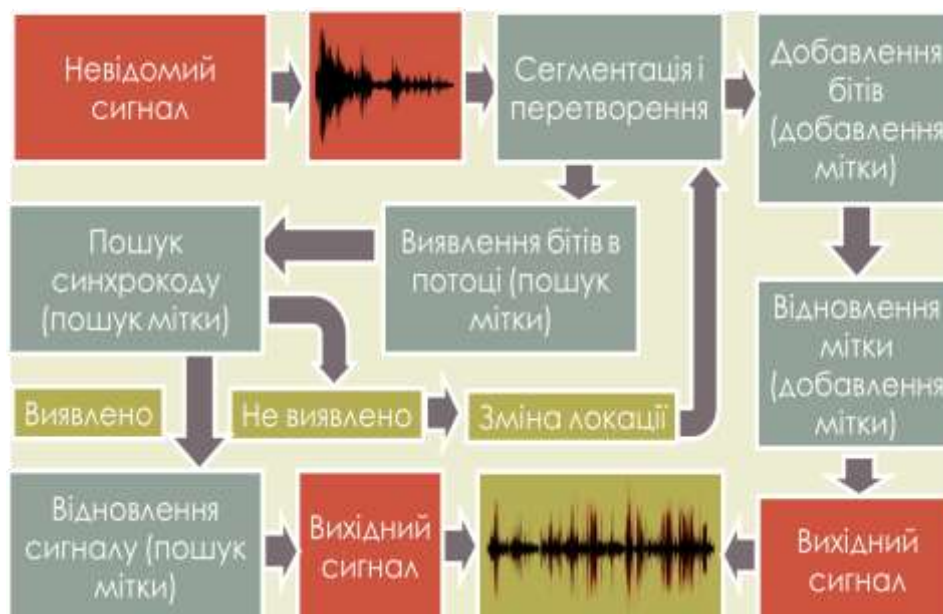 Невідомий
сигнал
Сегментація і
перетворення
Добавлення
бітів
(добавлення
мітки)
Пошук
синхрокоду
(пошук мітки)
Виявлення бітів в
потоці (пошук
мітки)
Відновлення
мітки
(добавлення
мітки)
Виявлено
Не виявлено
Зміна локації
Відновлення
сигналу (пошук
мітки)
Вихідний
сигнал
Вихідний
сигнал